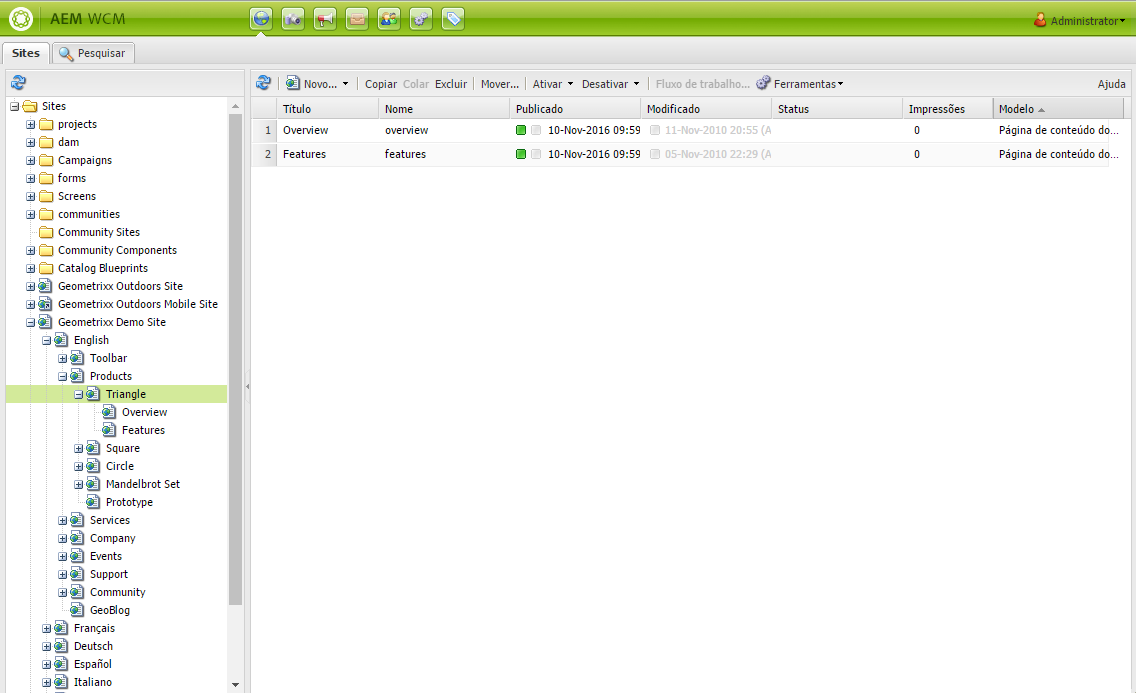 AEM WCM
Administrator
Sites
Pesquisar
Novo...
Copiar
Colar
Excluir
Mover...
Ativar
Desativar
Fluxo de trabalho...
Ferramentas
Ajuda
Sites
projects
dam
Campaigns
forms
Screens
communities
Community Sites
Community Components
Catalog Blueprints
Geometrixx Outdoors Site
Geometrixx Outdoors Mobile Site
Geometrixx Demo Site
English
Toolbar
Products
Triangle
Overview
Features
Square
Circle
Mandelbrot Set
Prototype
Services
Company
Events
Support
Community
GeoBlog
Français
Deutsch
Español
Italiano
Título Nome Publicado Modificado Status Impressões Modelo
1 Overview overview 10-Nov-2016 09:59 11-Nov-2010 20:55 (A 0 Página de conteúdo do...
2 Features features 10-Nov-2016 09:59 05-Nov-2010 22:29 (A 0 Página de conteúdo do...